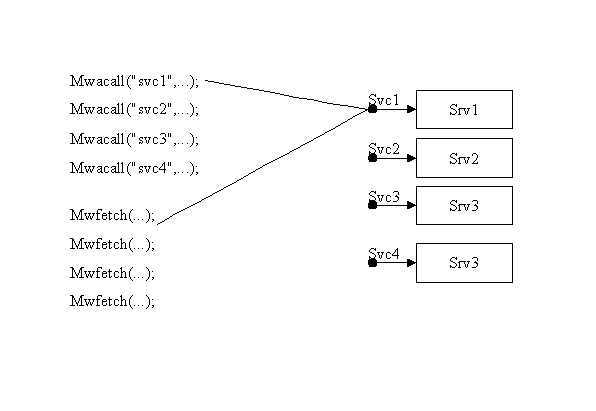 Mwacall("svc1",...);
Mwacall("svc2",...);
Mwacall("svc3",...);
Mwacall("svc4",...);
Mwfetch(...);
Mwfetch(...);
Mwfetch(...);
Mwfetch(...);
Svc1
Srv1
Svc2
Srv2
Svc3
Srv3
Svc4
Srv3